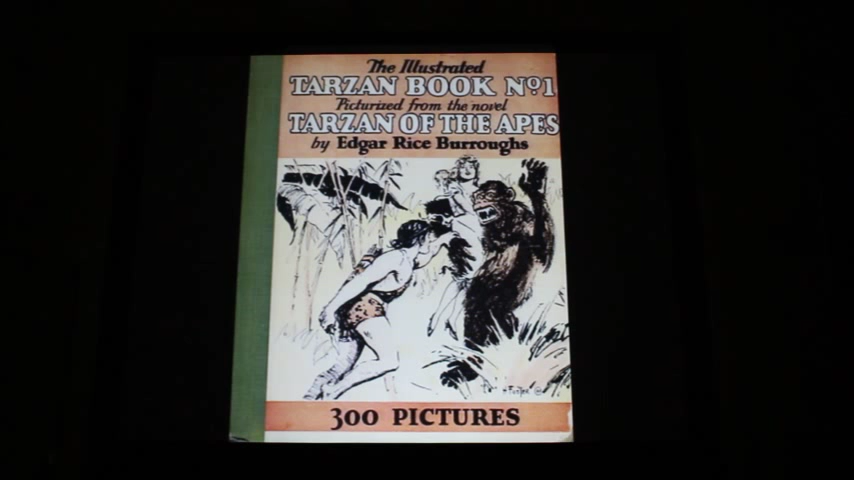 The Illustrated
TARZAN BOOK Nº1
Picturized from the novel
TARZAN OF THE APES
by Edgar Rice Burroughs
H FOSTER
300 PICTURES